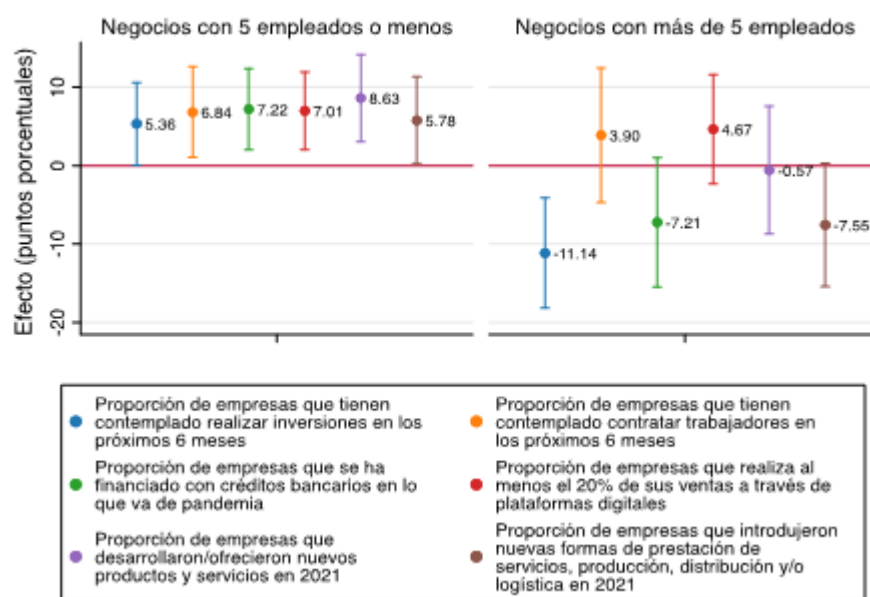 Negocios con 5 empleados o menos
Negocios con más de 5 empleados
Efecto (puntos porcentuales)
10
0
-10
-20
5.36
6.84
7.22
7.01
8.63
5.78
-11.14
3.90
-7.21
4.67
-0.57
-7.55
Proporción de empresas que tienen
contemplado realizar inversiones en los
próximos 6 meses
Proporción de empresas que tienen
contemplado contratar trabajadores en
los próximos 6 meses
Proporción de empresas que se ha
financiado con créditos bancarios en lo
que va de pandemia
Proporción de empresas que realiza al
menos el 20% de sus ventas a través de
plataformas digitales
Proporción de empresas que
desarrollaron/ofrecieron nuevos
productos y servicios en 2021
Proporción de empresas que introdujeron
nuevas formas de prestación de
servicios, producción, distribución y/o
logística en 2021